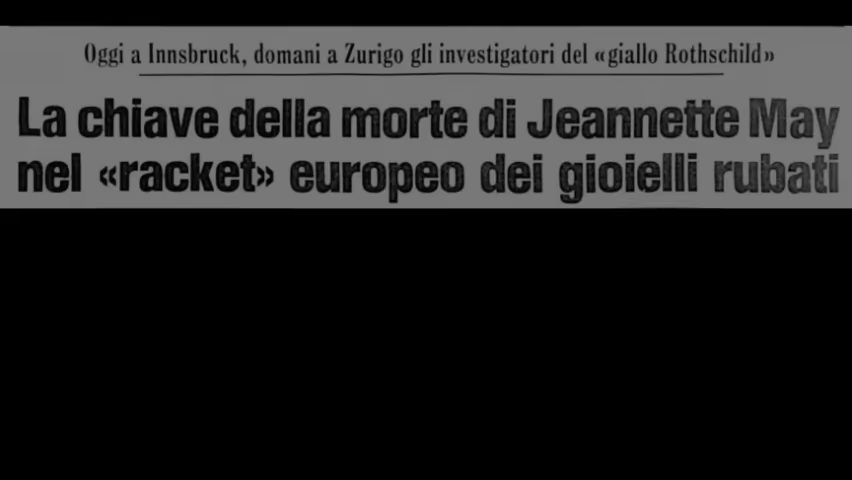 Oggi a Innsbruck, domani a Zurigo gli investigatori del «giallo Rothschild»
La chiave della morte di Jeannette May
nel «racket» europeo dei gioielli rubati